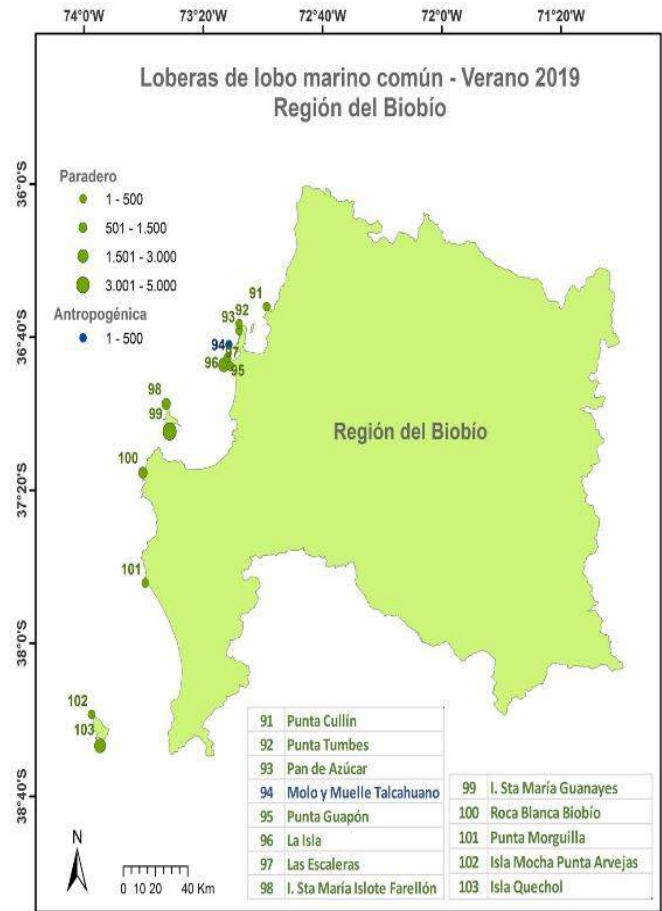 74°0'W 73°20'W 72°40'W 72°0'W 71°20'W
Loberas de lobo marino común - Verano 2019
Región del Biobío
36°0'S
36°40'S
37°20'S
38°0'S
38°40'S
Paradero
1 - 500
501 - 1.500
1.501 - 3.000
3.001 - 5.000
Antropogénica
1 - 500
91
92
93
94
97
96
95
98
99
100
101
102
103
Región del Biobío
91 Punta Cullín
92 Punta Tumbes
93 Pan de Azúcar
94 Molo y Muelle Talcahuano
95 Punta Guapón
96 La Isla
97 Las Escaleras
98 I. Sta María Islote Farellón
99 I. Sta María Guanayes
100 Roca Blanca Biobío
101 Punta Morguilla
102 Isla Mocha Punta Arvejas
103 Isla Quechol
N
0 10 20 40 Km